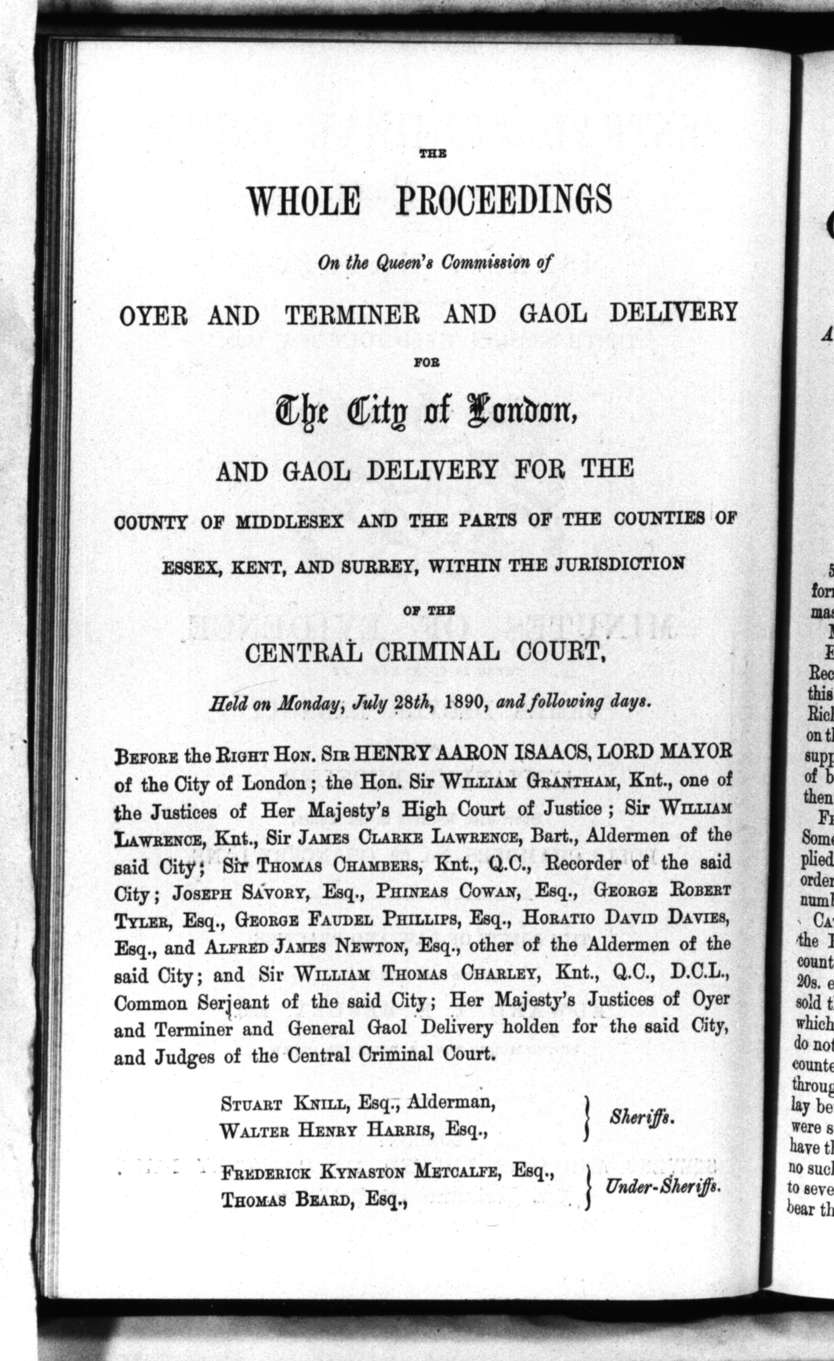 THE
WHOLE PROCEEDINGS
On the Queen's Commission of
OYER AND TERMINER AND GAOL DELIVERY
FOR
The City of London,
AND GAOL DELIVERY FOR THE
COUNTY OF MIDDLESEX AND THE PARTS OF THE COUNTIES OF
ESSEX, KENT, AND SURREY, WITHIN THE JURISDICTION
OF THE
CENTRAL CRIMINAL COURT,
Held on Monday, July 28th, 1890, and following days.
BEFORE the RIGHT HON. SIR HENRY AARON ISAACS, LORD MAYOR
of the City of London; the Hon. Sir WILLIAM GRANTHAM, Knt., one of
the Justices of Her Majesty's High Court of Justice; Sir WILLIAM
LAWRENCE, Knt., Sir JAMES CLARKE LAWRENCE, Bart., Aldermen of the
said City; Sir THOMAS CHAMBERS, Knt., Q.C., Recorder of the said
City; JOSEPH SAVORY, Esq., PHINEAS COWAN, Esq., GEORGE ROBERT
TYLER, Esq., GEORGE FAUDEL PHILLIPS, Esq., HORATIO DAVID DAVIES,
Esq., and ALFRED JAMES NEWTON, Esq., other of the Aldermen of the
said City; and Sir WILLIAM THOMAS CHARLEY, Knt., Q.C., D.C.L.,
Common Serjeant of the said City; Her Majesty's Justices of Oyer
and Terminer and General Gaol Delivery holden for the said City,
and Judges of the Central Criminal Court.
STUART KNILL, Esq., Alderman,
WALTER HENRY HARRIS, Esq., } Sheriffs.
FREDERICK KYNASTON METCALFE, Esq.,
THOMAS BEARD, Esq., } Under-Sheriffs.